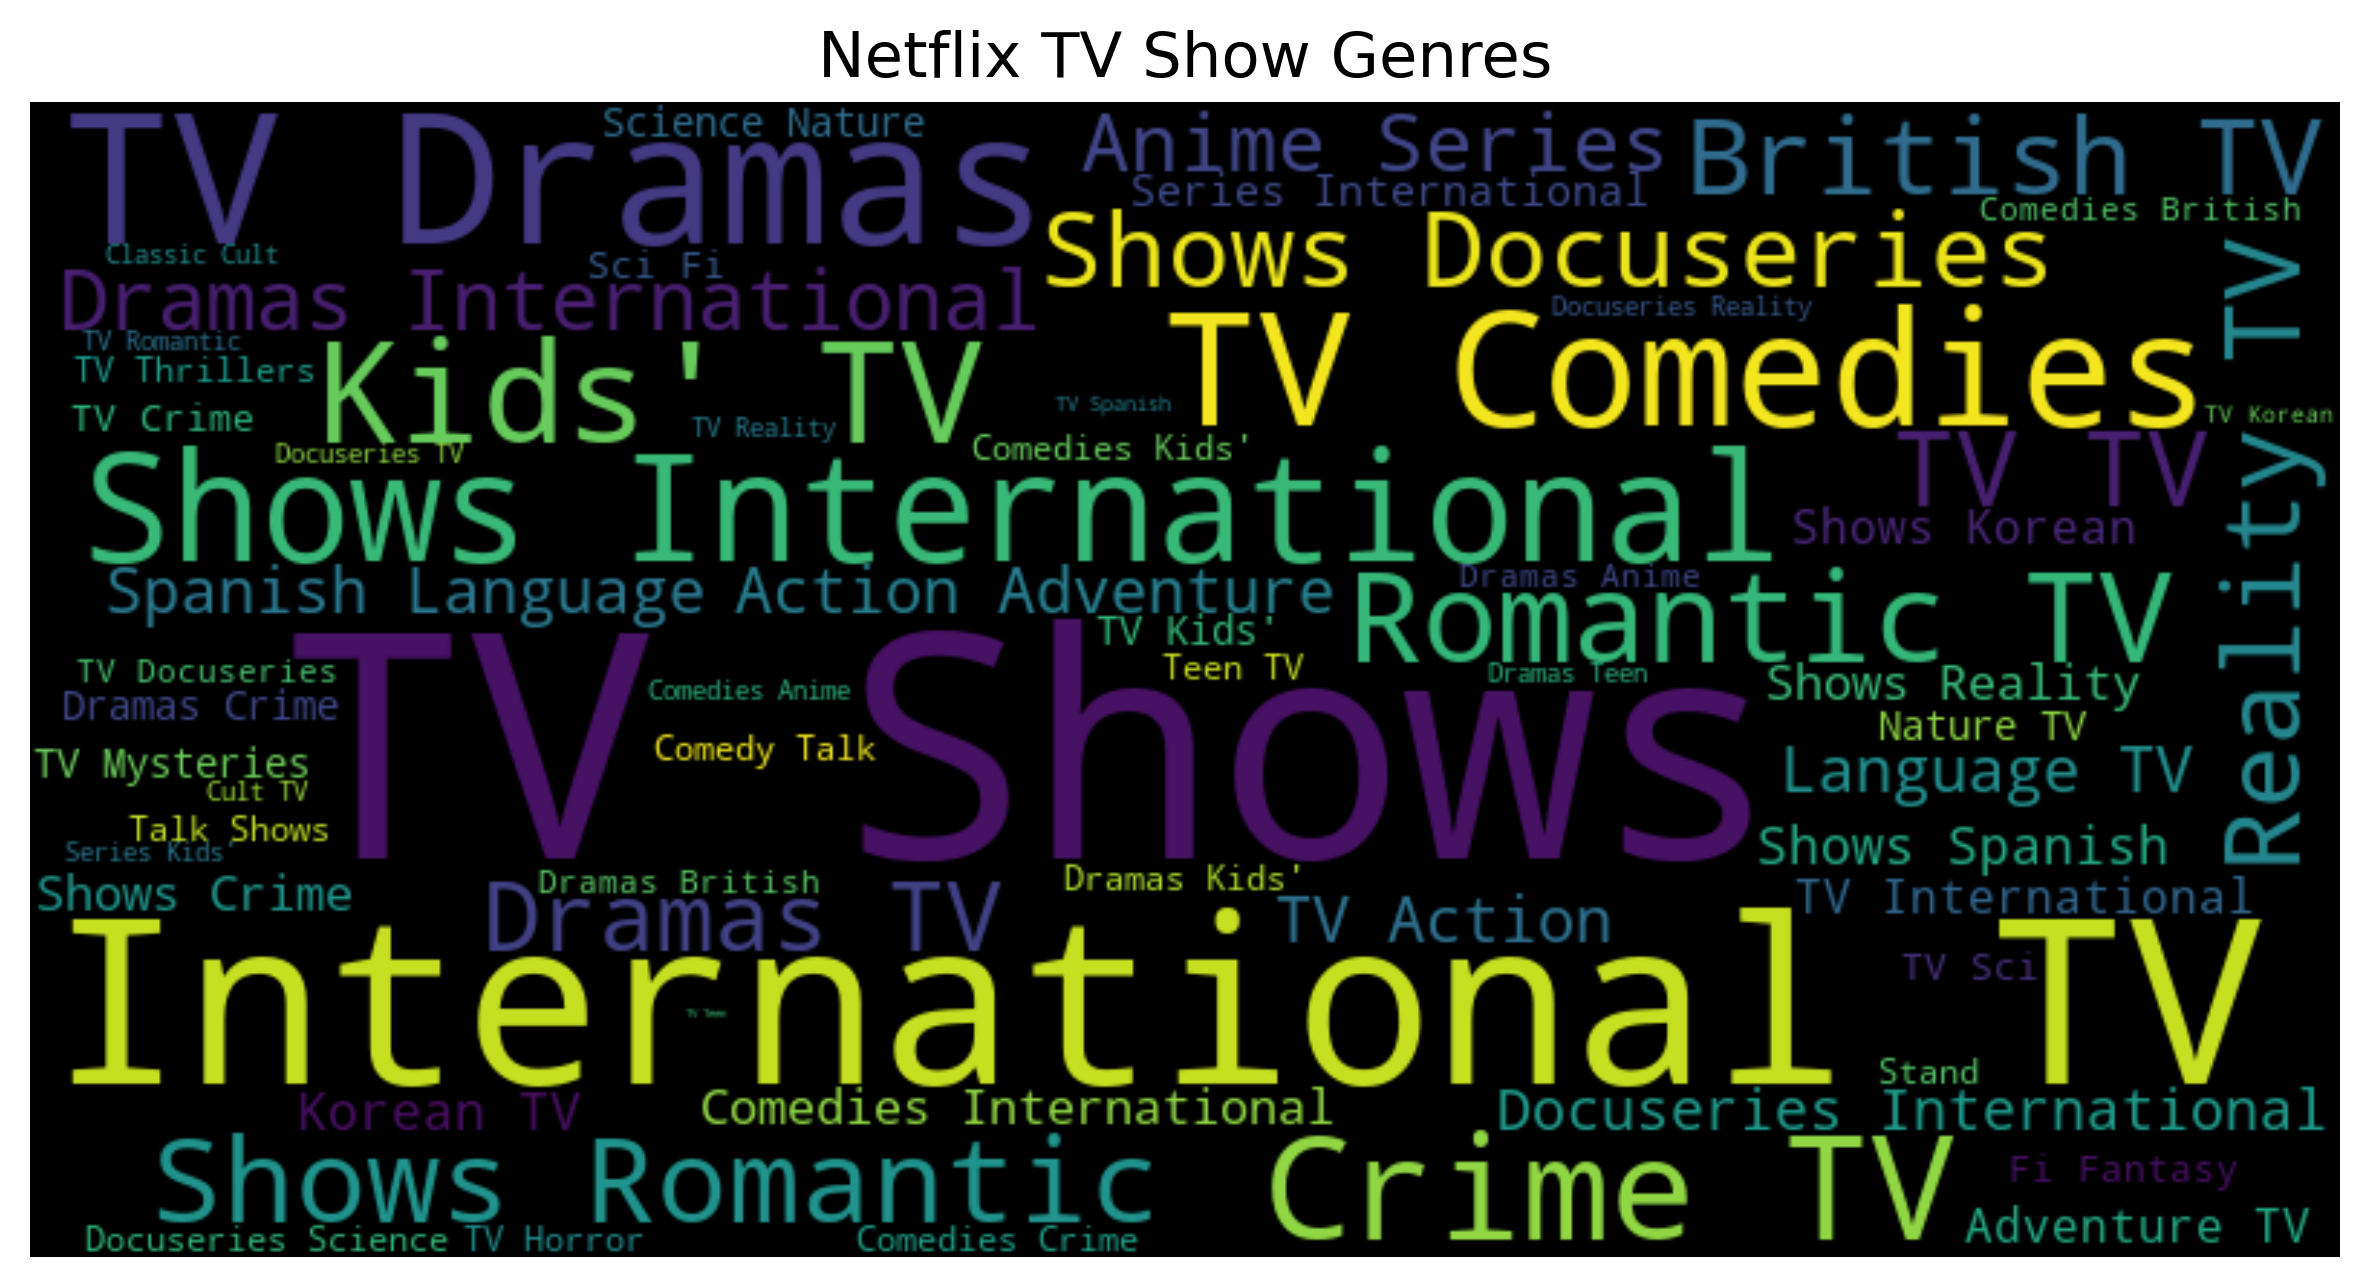 Netflix TV Show Genres
TV Dramas
Science Nature
Anime Series
British TV
Series International
Comedies British
Shows Docuseries
Classic Cult
Sci Fi
Dramas International
Docuseries Reality
TV Comedies
Reality TV
TV Romantic
TV Thrillers
Kids' TV
TV Crime
TV Reality
TV Spanish
TV Korean
Docuseries TV
Comedies Kids'
TV TV
Shows International
Shows Korean
Spanish Language
Action Adventure
Dramas Anime
Romantic TV
TV Kids'
Teen TV
Dramas Teen
TV Docuseries
Dramas Crime
Comedies Anime
TV Shows
Shows Reality
Nature TV
Comedy Talk
TV Mysteries
Cult TV
Language TV
Talk Shows
Series Kids'
Shows Spanish
Shows Crime
Dramas British
Dramas Kids'
Dramas TV
TV Action
TV International
International TV
TV Sci
TV Teen
Stand
Korean TV
Comedies International
Docuseries International
Shows Romantic
Crime TV
Fi Fantasy
Adventure TV
Docuseries Science
TV Horror
Comedies Crime